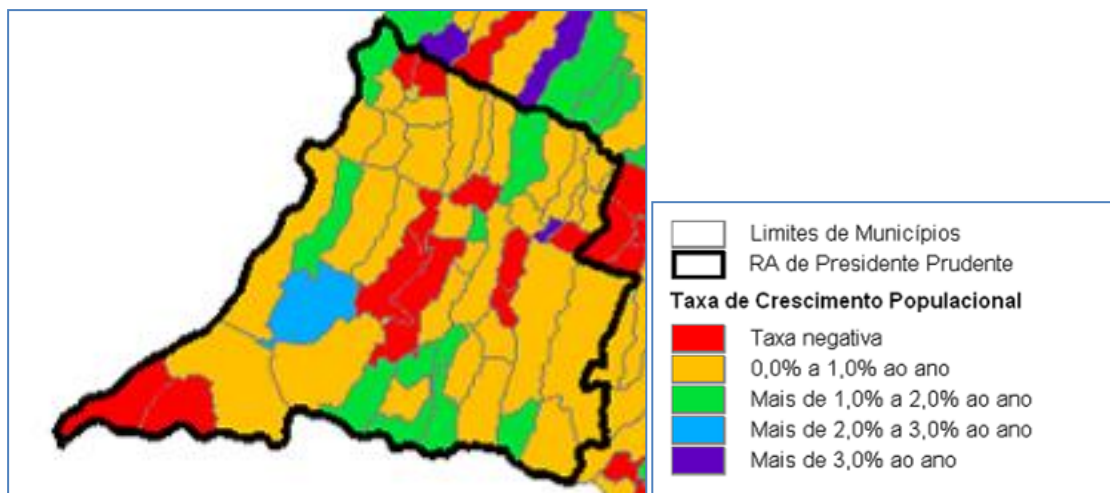 Limites de Municípios
RA de Presidente Prudente
Taxa de Crescimento Populacional
Taxa negativa
0,0% a 1,0% ao ano
Mais de 1,0% a 2,0% ao ano
Mais de 2,0% a 3,0% ao ano
Mais de 3,0% ao ano